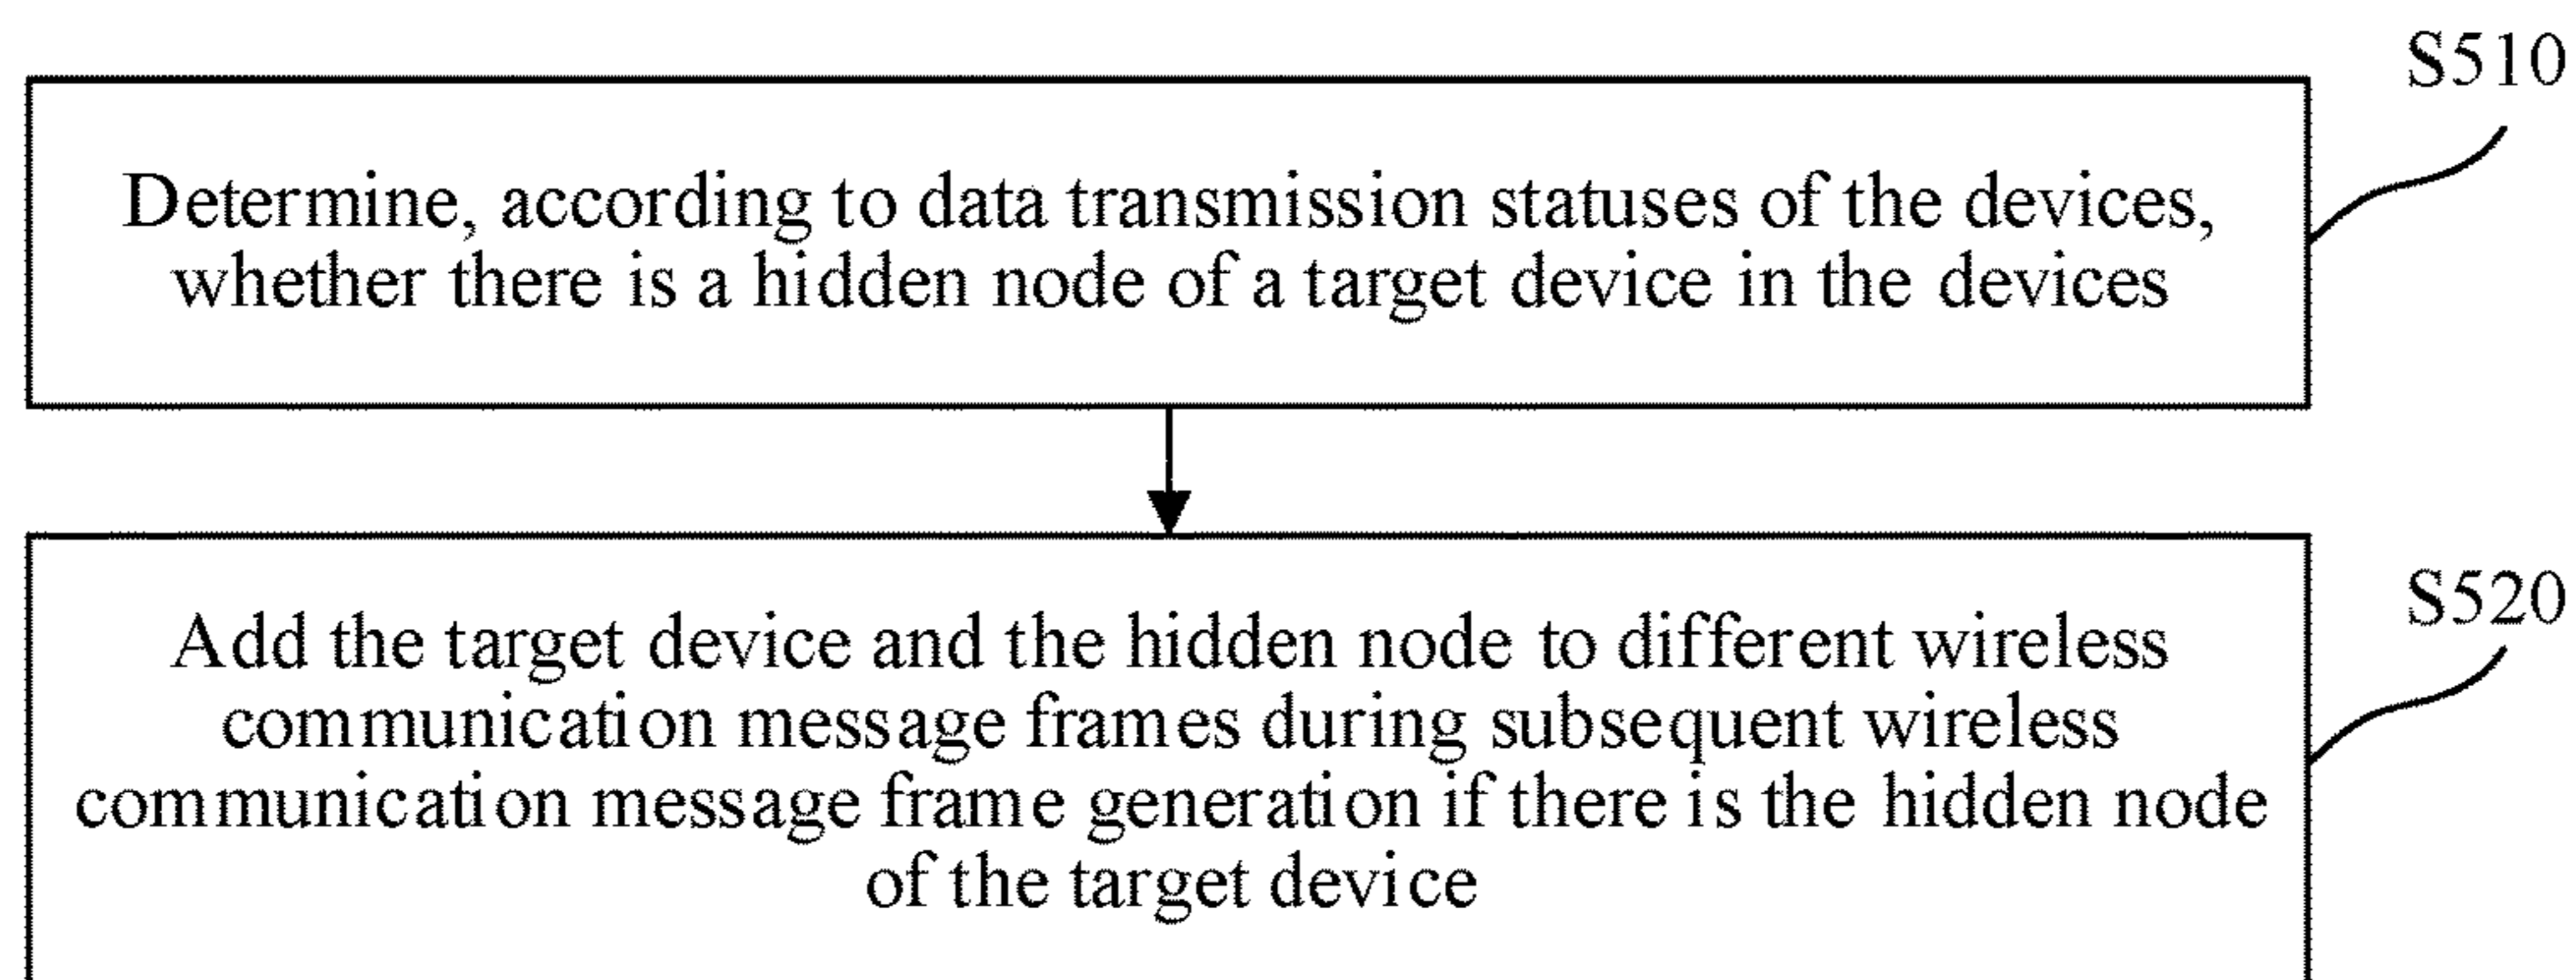 S510
Determine, according to data transmission statuses of the devices,
whether there is a hidden node of a target device in the devices
S520
Add the target device and the hidden node to different wireless
communication message frames during subsequent wireless
communication message frame generation if there is the hidden node
of the target device